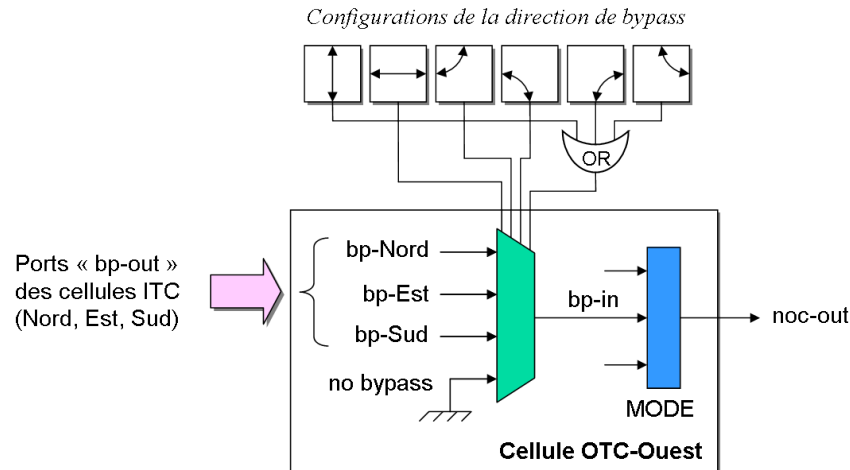 Configurations de la direction de bypass
OR
Ports « bp-out »
des cellules ITC
(Nord, Est, Sud)
bp-Nord
bp-Est
bp-Sud
no bypass
bp-in
noc-out
MODE
Cellule OTC-Ouest